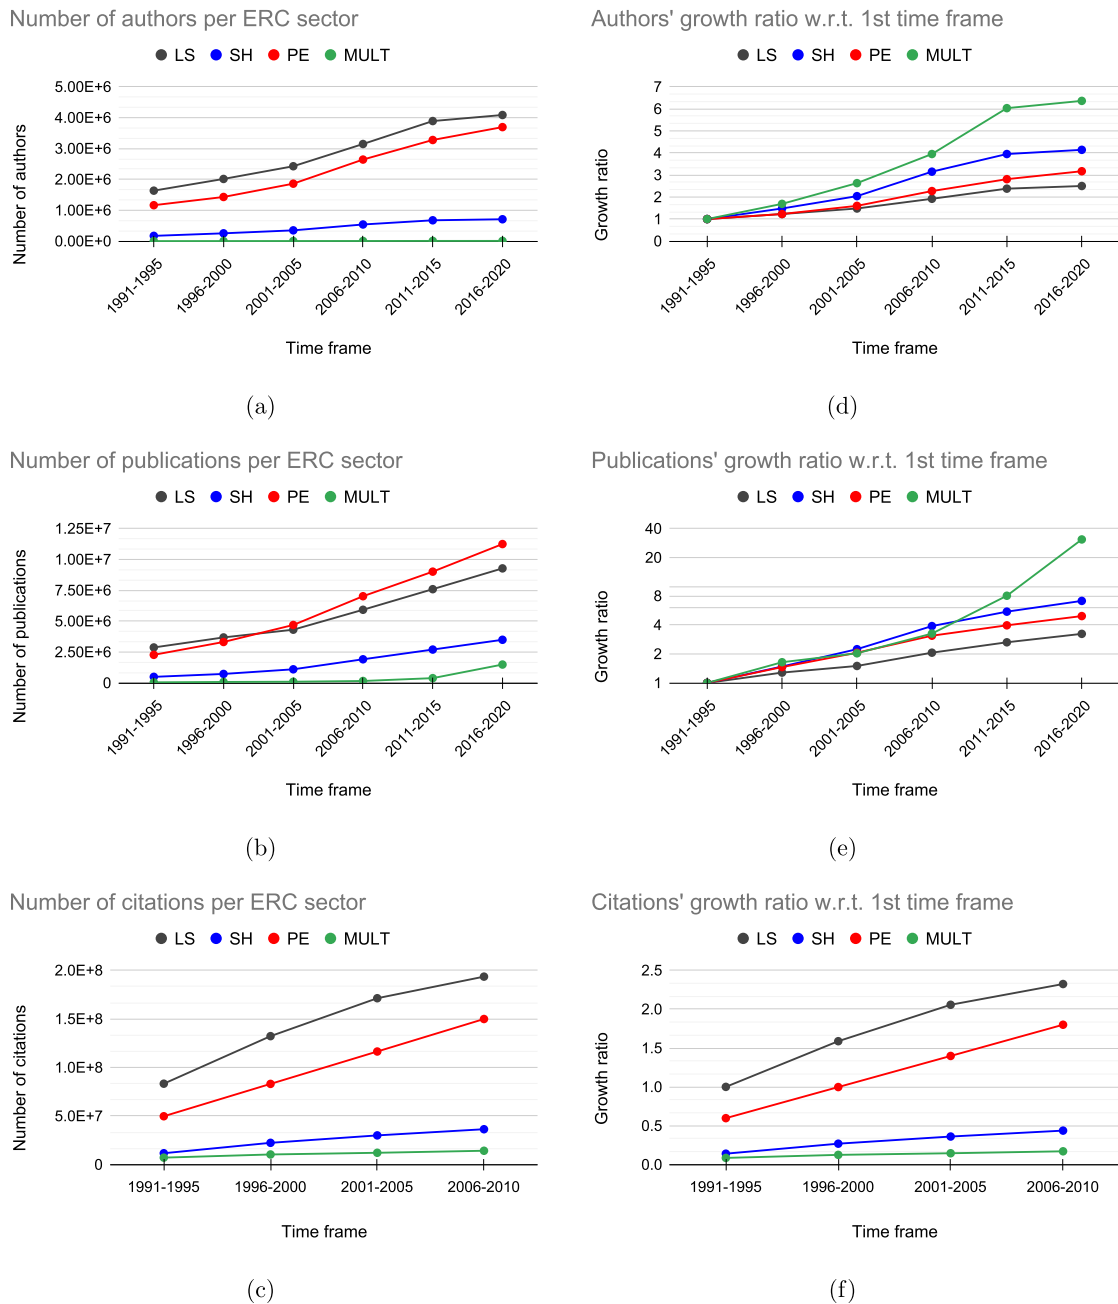 Number of authors per ERC sector
LS SH PE MULT
5.00E+6
4.00E+6
3.00E+6
2.00E+6
1.00E+6
0.00E+0
Number of authors
1991-1995 1996-2000 2001-2005 2006-2010 2011-2015 2016-2020
Time frame
(a)
Authors' growth ratio w.r.t. 1st time frame
LS SH PE MULT
7
6
5
4
3
2
1
0
Growth ratio
1991-1995 1996-2000 2001-2005 2006-2010 2011-2015 2016-2020
Time frame
(d)
Number of publications per ERC sector
LS SH PE MULT
1.25E+7
1.00E+7
7.50E+6
5.00E+6
2.50E+6
0
Number of publications
1991-1995 1996-2000 2001-2005 2006-2010 2011-2015 2016-2020
Time frame
(b)
Publications' growth ratio w.r.t. 1st time frame
LS SH PE MULT
40
20
8
4
2
1
Growth ratio
1991-1995 1996-2000 2001-2005 2006-2010 2011-2015 2016-2020
Time frame
(e)
Number of citations per ERC sector
LS SH PE MULT
2.0E+8
1.5E+8
1.0E+8
5.0E+7
0
Number of citations
1991-1995 1996-2000 2001-2005 2006-2010
Time frame
(c)
Citations' growth ratio w.r.t. 1st time frame
LS SH PE MULT
2.5
2.0
1.5
1.0
0.5
0.0
Growth ratio
1991-1995 1996-2000 2001-2005 2006-2010
Time frame
(f)